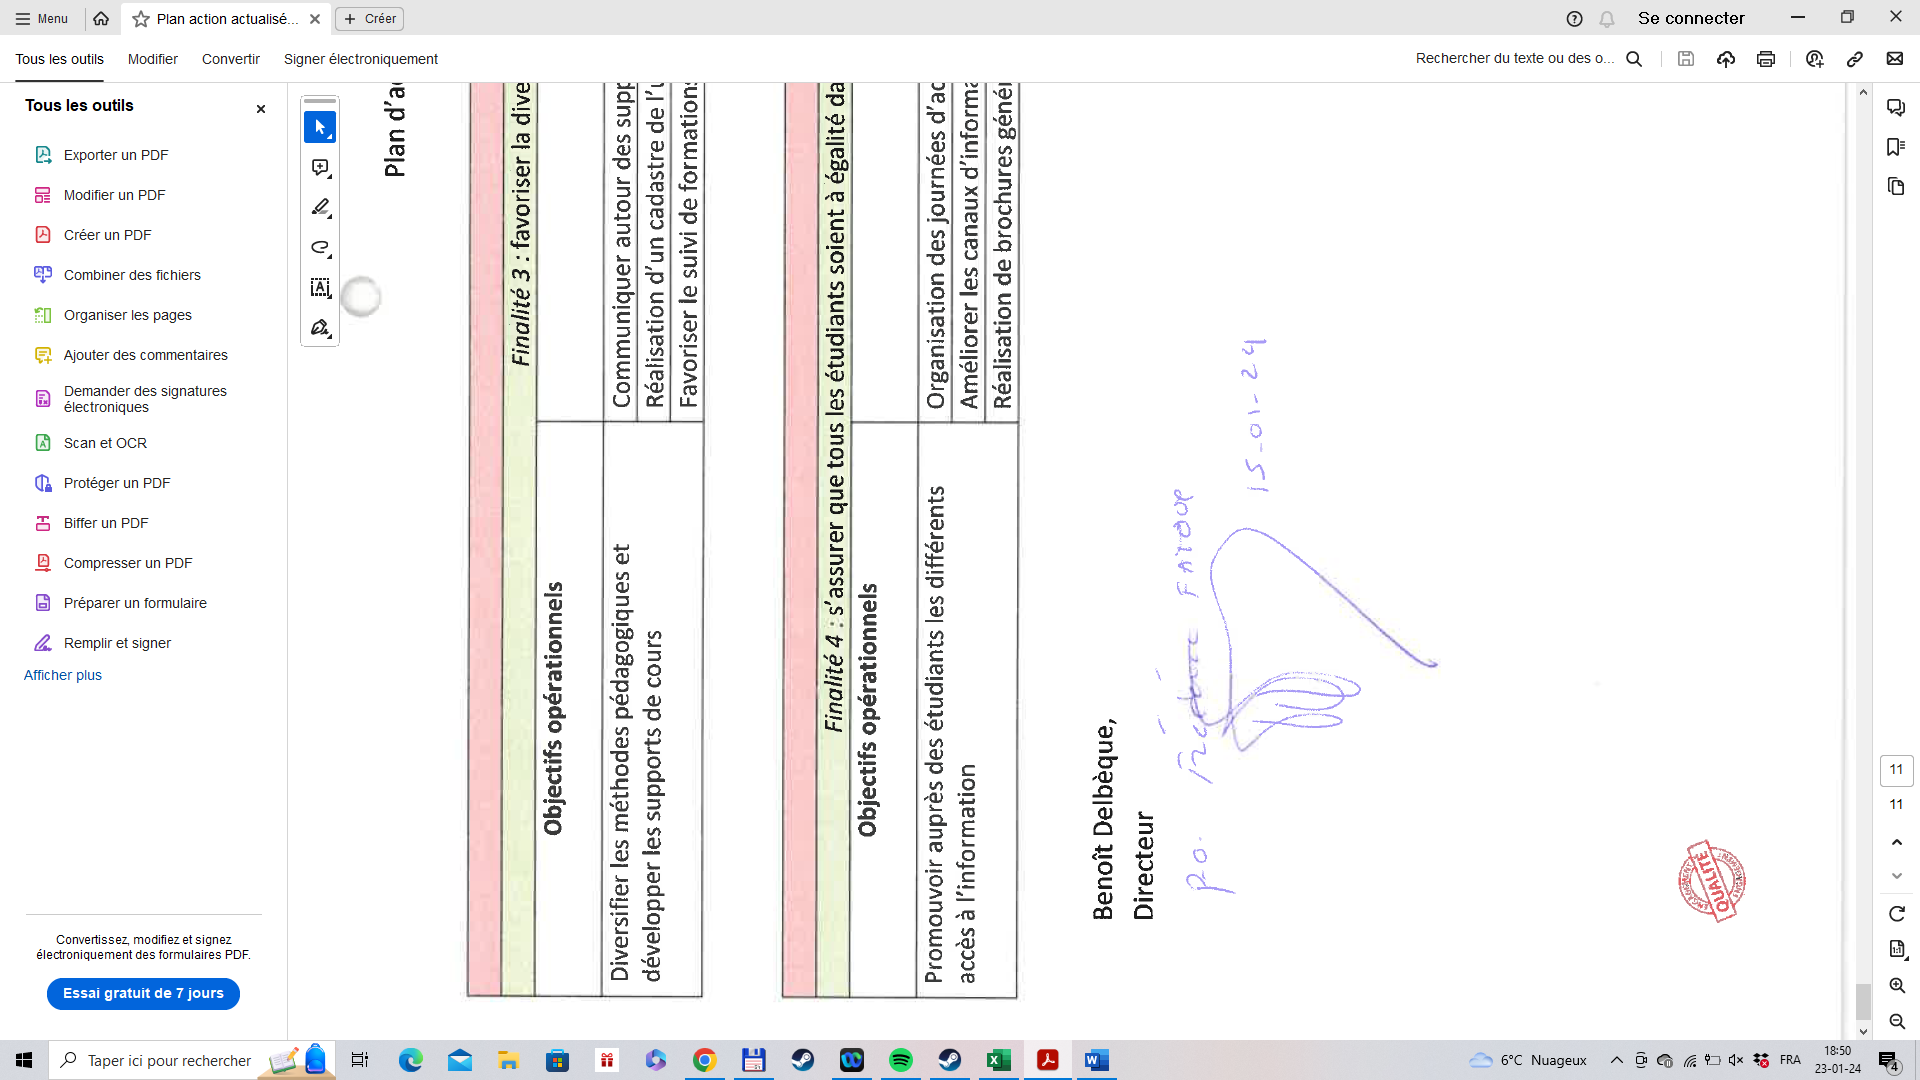 Menu
Plan action actualisé...
Créer
Se connecter
Tous les outils
Modifier
Convertir
Signer électroniquement
Rechercher du texte ou des o...
Tous les outils
Exporter un PDF
Modifier un PDF
Créer un PDF
Combiner des fichiers
Organiser les pages
Ajouter des commentaires
Demander des signatures
électroniques
Scan et OCR
Protéger un PDF
Biffer un PDF
Compresser un PDF
Préparer un formulaire
Remplir et signer
Afficher plus
Convertissez, modifiez et signez
électroniquement des formulaires PDF.
Essai gratuit de 7 jours
Plan d'ac
Finalité 3 : favoriser la dive
Objectifs opérationnels
Diversifier les méthodes pédagogiques et
développer les supports de cours
Communiquer autour des supp
Réalisation d'un cadastre de l'u
Favoriser le suivi de formations
Finalité 4 : s'assurer que tous les étudiants soient à égalité da
Objectifs opérationnels
Promouvoir auprès des étudiants les différents
accès à l'information
Organisation des journées d'ac
Améliorer les canaux d'informa
Réalisation de brochures généra
Benoît Delbèque,
Directeur
15-01-24
QUALITE
11
11
Taper ici pour rechercher
6°C Nuageux
FRA
18:50
23-01-24
4